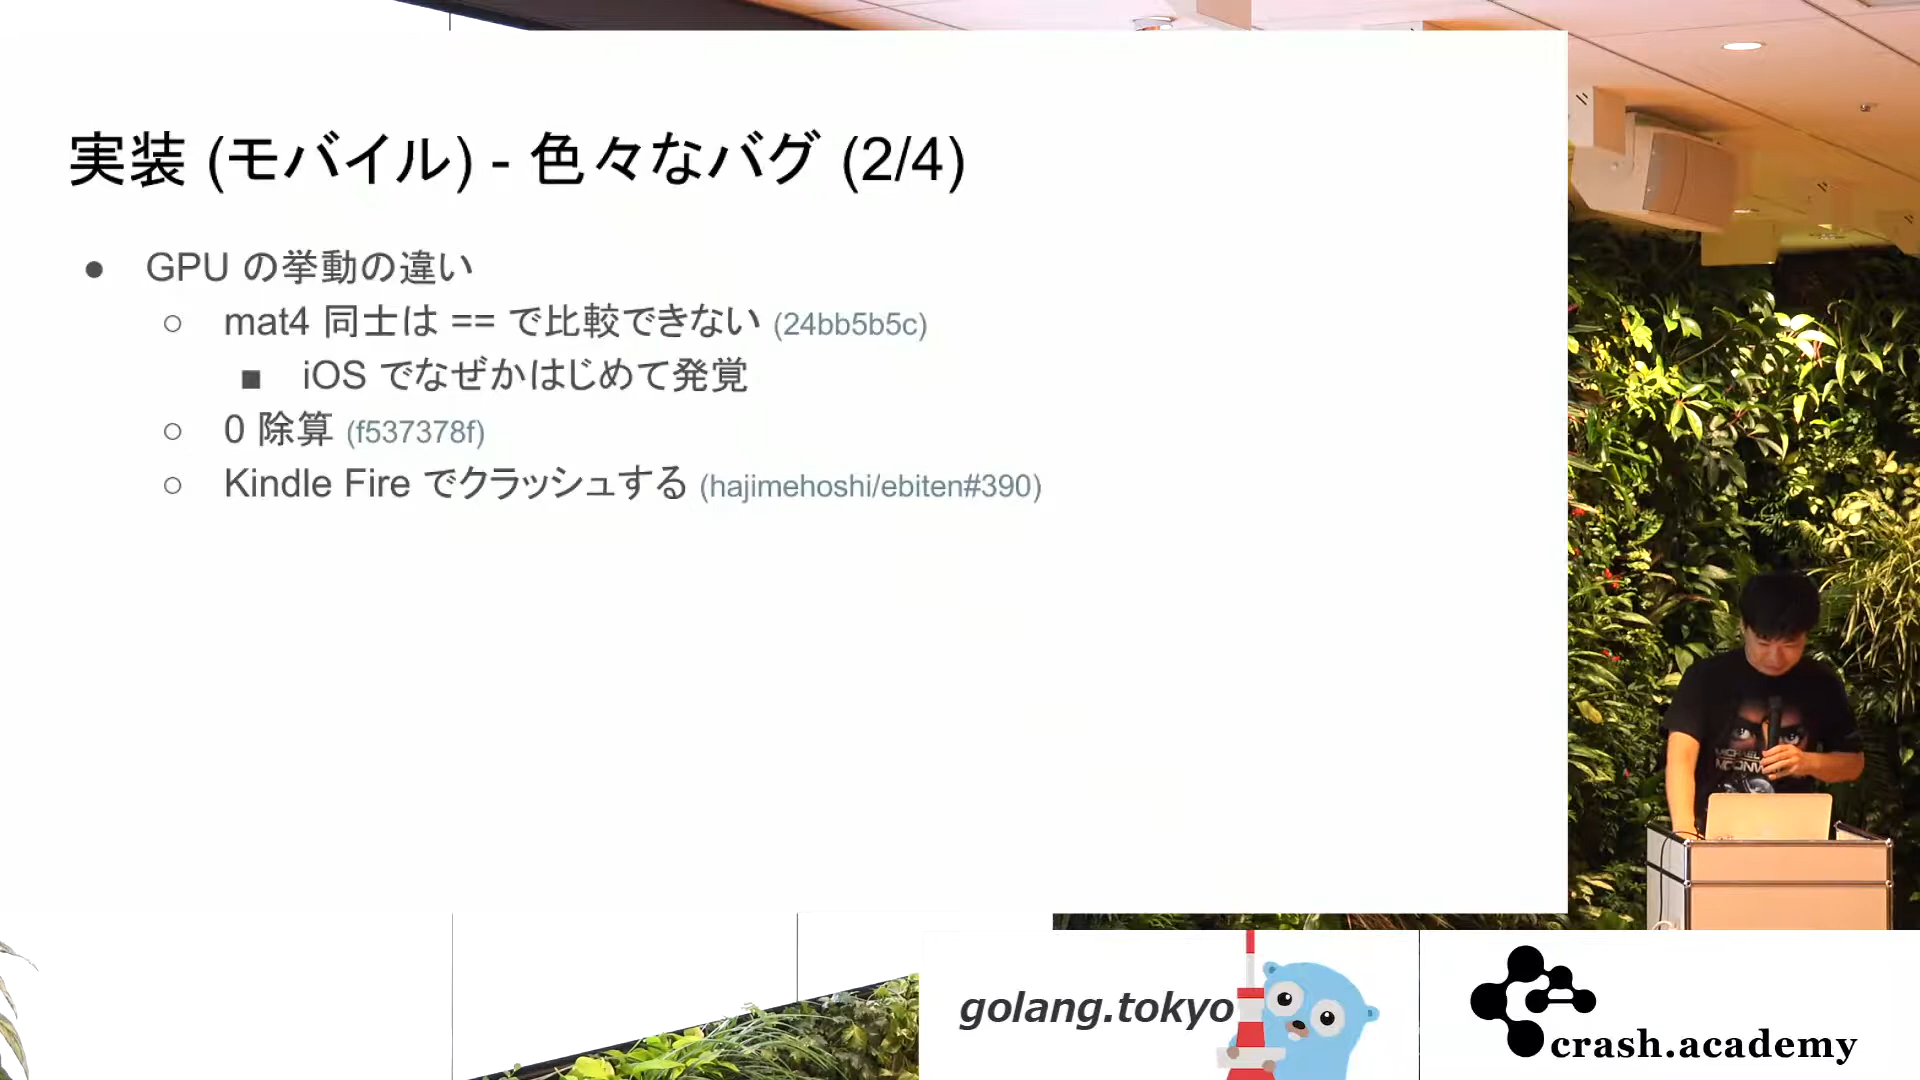 実装 (モバイル) - 色々なバグ (2/4)
● GPU の挙動の違い
○ mat4 同士は == で比較できない (24bb5b5c)
■ iOS でなぜかはじめて発覚
○ 0 除算 (f537378f)
○ Kindle Fire でクラッシュする (hajimehoshi/ebiten#390)
MICHAEL
golang.tokyo
crash.academy